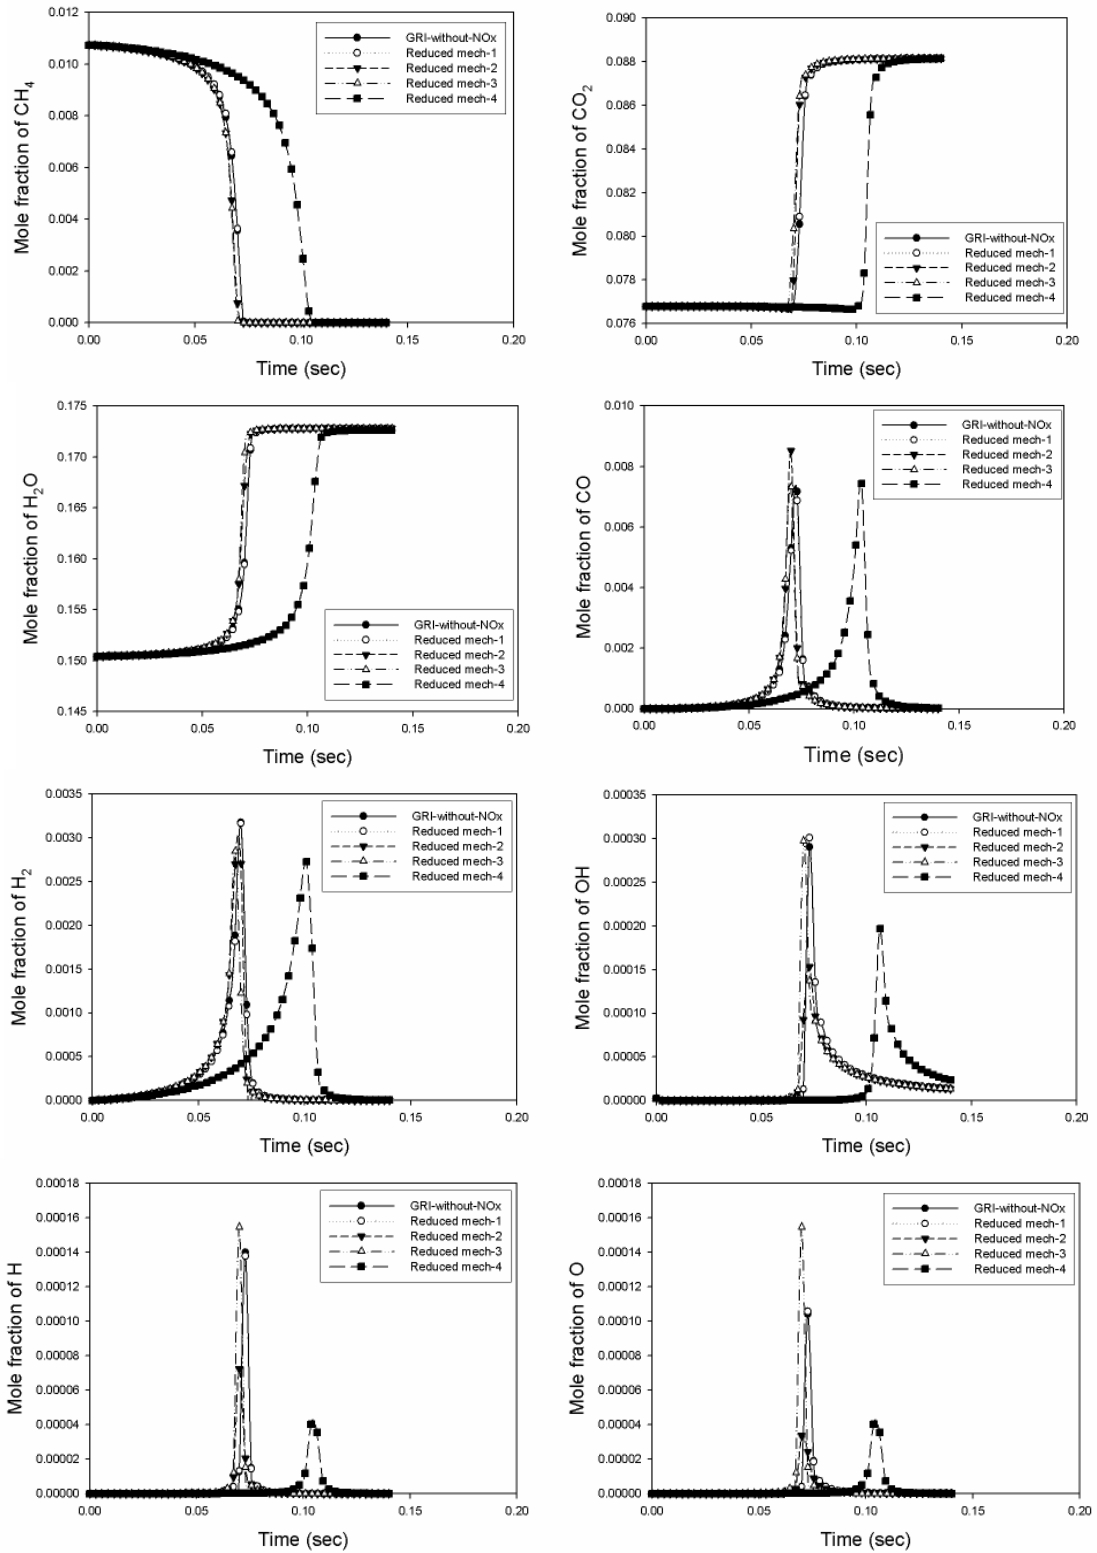 0.012
0.010
0.008
0.006
0.004
0.002
0.000
Mole fraction of CH4
GRI-without-NOx
Reduced mech-1
Reduced mech-2
Reduced mech-3
Reduced mech-4
0.00 0.05 0.10 0.15 0.20
Time (sec)
0.090
0.088
0.086
0.084
0.082
0.080
0.078
0.076
Mole fraction of CO2
GRI-without-NOx
Reduced mech-1
Reduced mech-2
Reduced mech-3
Reduced mech-4
0.00 0.05 0.10 0.15 0.20
Time (sec)
0.175
0.170
0.165
0.160
0.155
0.150
0.145
Mole fraction of H2O
GRI-without-NOx
Reduced mech-1
Reduced mech-2
Reduced mech-3
Reduced mech-4
0.00 0.05 0.10 0.15 0.20
Time (sec)
0.010
0.008
0.006
0.004
0.002
0.000
Mole fraction of CO
GRI-without-NOx
Reduced mech-1
Reduced mech-2
Reduced mech-3
Reduced mech-4
0.00 0.05 0.10 0.15 0.20
Time (sec)
0.0035
0.0030
0.0025
0.0020
0.0015
0.0010
0.0005
0.0000
Mole fraction of H2
GRI-without-NOx
Reduced mech-1
Reduced mech-2
Reduced mech-3
Reduced mech-4
0.00 0.05 0.10 0.15 0.20
Time (sec)
0.00035
0.00030
0.00025
0.00020
0.00015
0.00010
0.00005
0.00000
Mole fraction of OH
GRI-without-NOx
Reduced mech-1
Reduced mech-2
Reduced mech-3
Reduced mech-4
0.00 0.05 0.10 0.15 0.20
Time (sec)
0.00018
0.00016
0.00014
0.00012
0.00010
0.00008
0.00006
0.00004
0.00002
0.00000
Mole fraction of H
GRI-without-NOx
Reduced mech-1
Reduced mech-2
Reduced mech-3
Reduced mech-4
0.00 0.05 0.10 0.15 0.20
Time (sec)
0.00018
0.00016
0.00014
0.00012
0.00010
0.00008
0.00006
0.00004
0.00002
0.00000
Mole fraction of O
GRI-without-NOx
Reduced mech-1
Reduced mech-2
Reduced mech-3
Reduced mech-4
0.00 0.05 0.10 0.15 0.20
Time (sec)